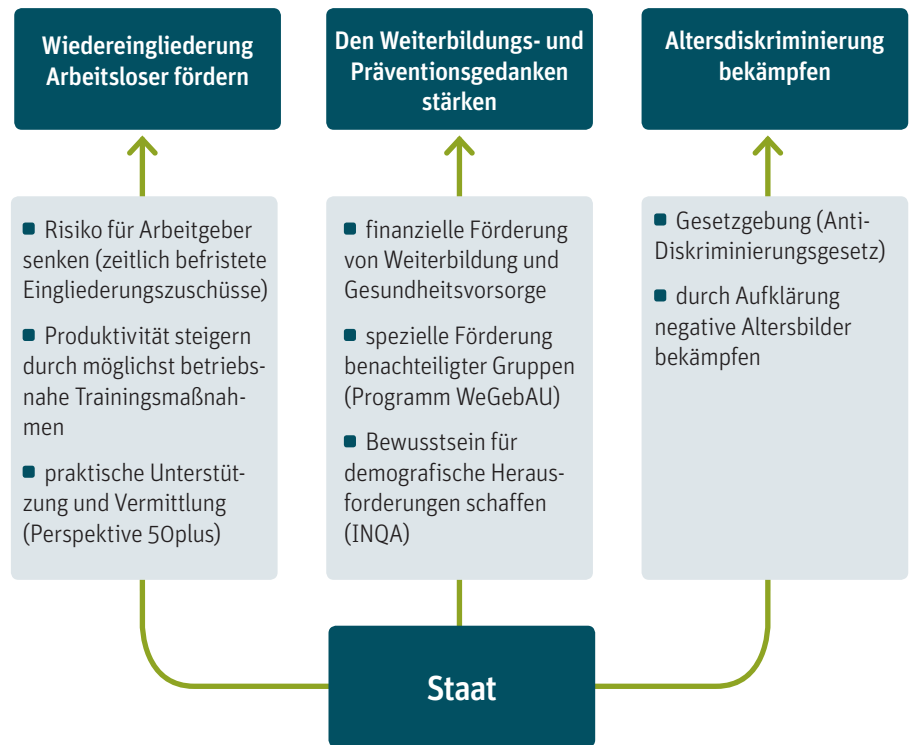 Wiedereingliederung
Arbeitsloser fördern
Den Weiterbildungs- und
Präventionsgedanken
stärken
Altersdiskriminierung
bekämpfen
Risiko für Arbeitgeber
senken (zeitlich befristete
Eingliederungszuschüsse)
Produktivität steigern
durch möglichst betriebs-
nahe Trainingsmaßnah-
men
praktische Unterstüt-
zung und Vermittlung
(Perspektive 50plus)
finanzielle Förderung
von Weiterbildung und
Gesundheitsvorsorge
spezielle Förderung
benachteiligter Gruppen
(Programm WeGebAU)
Bewusstsein für
demografische Heraus-
forderungen schaffen
(INQA)
Gesetzgebung (Anti-
Diskriminierungsgesetz)
durch Aufklärung
negative Altersbilder
bekämpfen
Staat